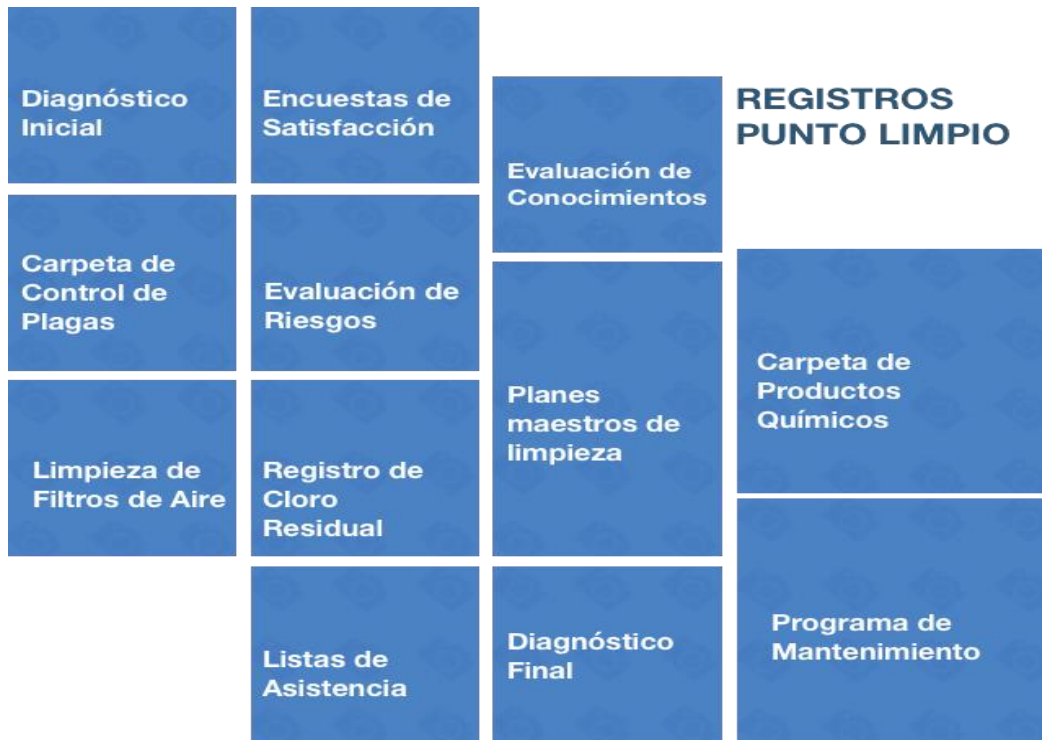 REGISTROS
PUNTO LIMPIO
Diagnóstico
Inicial
Encuestas de
Satisfacción
Evaluación de
Conocimientos
Carpeta de
Control de
Plagas
Evaluación de
Riesgos
Planes
maestros de
limpieza
Carpeta de
Productos
Químicos
Limpieza de
Filtros de Aire
Registro de
Cloro
Residual
Listas de
Asistencia
Diagnóstico
Final
Programa de
Mantenimiento